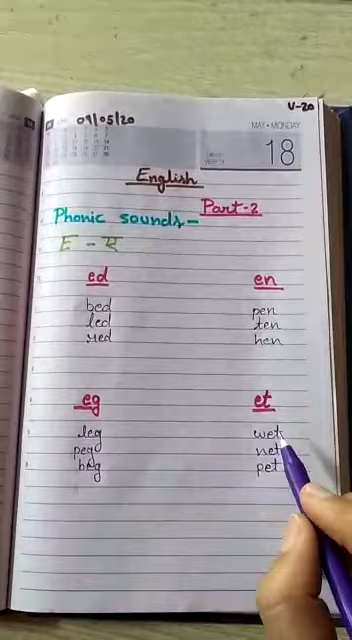 V-20
09/05/20
MAY • MONDAY
18
English
Part-2
Phonic sounds-
E - ए
ed
en
bed
pen
led
ten
red
hen
eg
et
leg
wet
peg
net
beg
pet